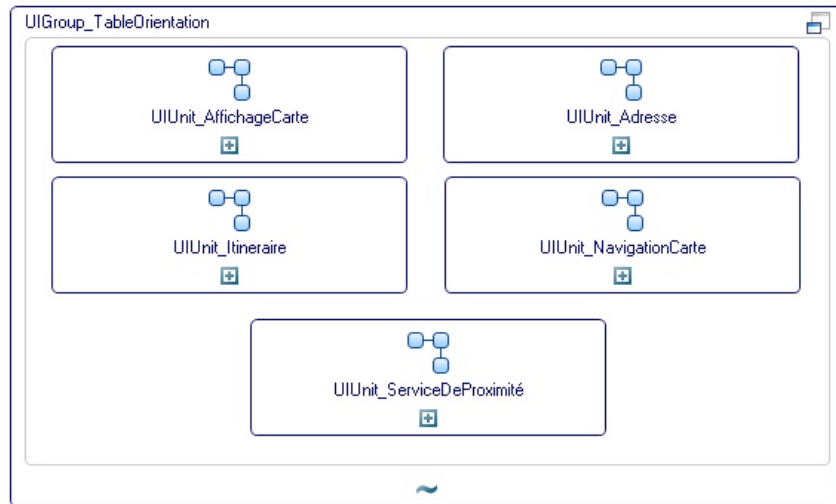 UIGroup_TableOrientation
UIUnit_AffichageCarte
UIUnit_Adresse
UIUnit_Itineraire
UIUnit_NavigationCarte
UIUnit_ServiceDeProximité